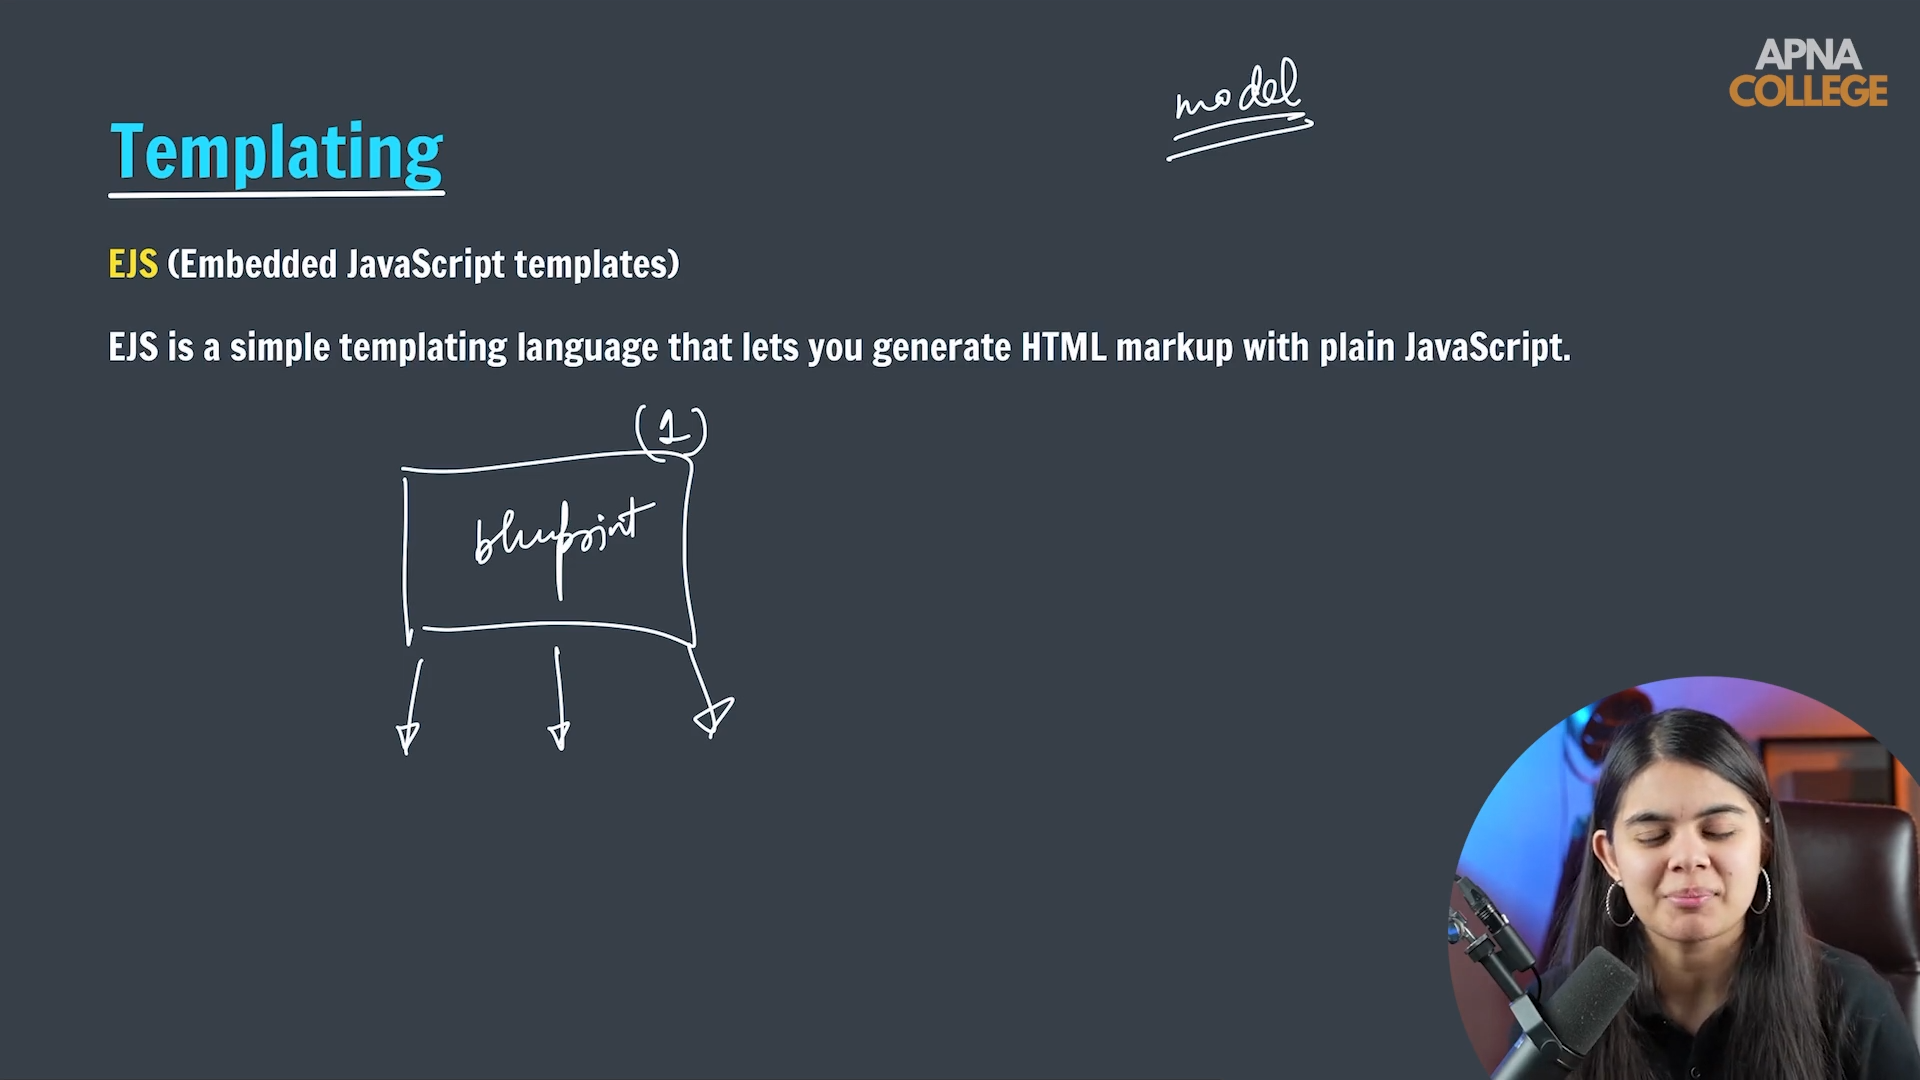 model
APNA
COLLEGE
Templating
EJS (Embedded JavaScript templates)
EJS is a simple templating language that lets you generate HTML markup with plain JavaScript.
(1)
bluepoint